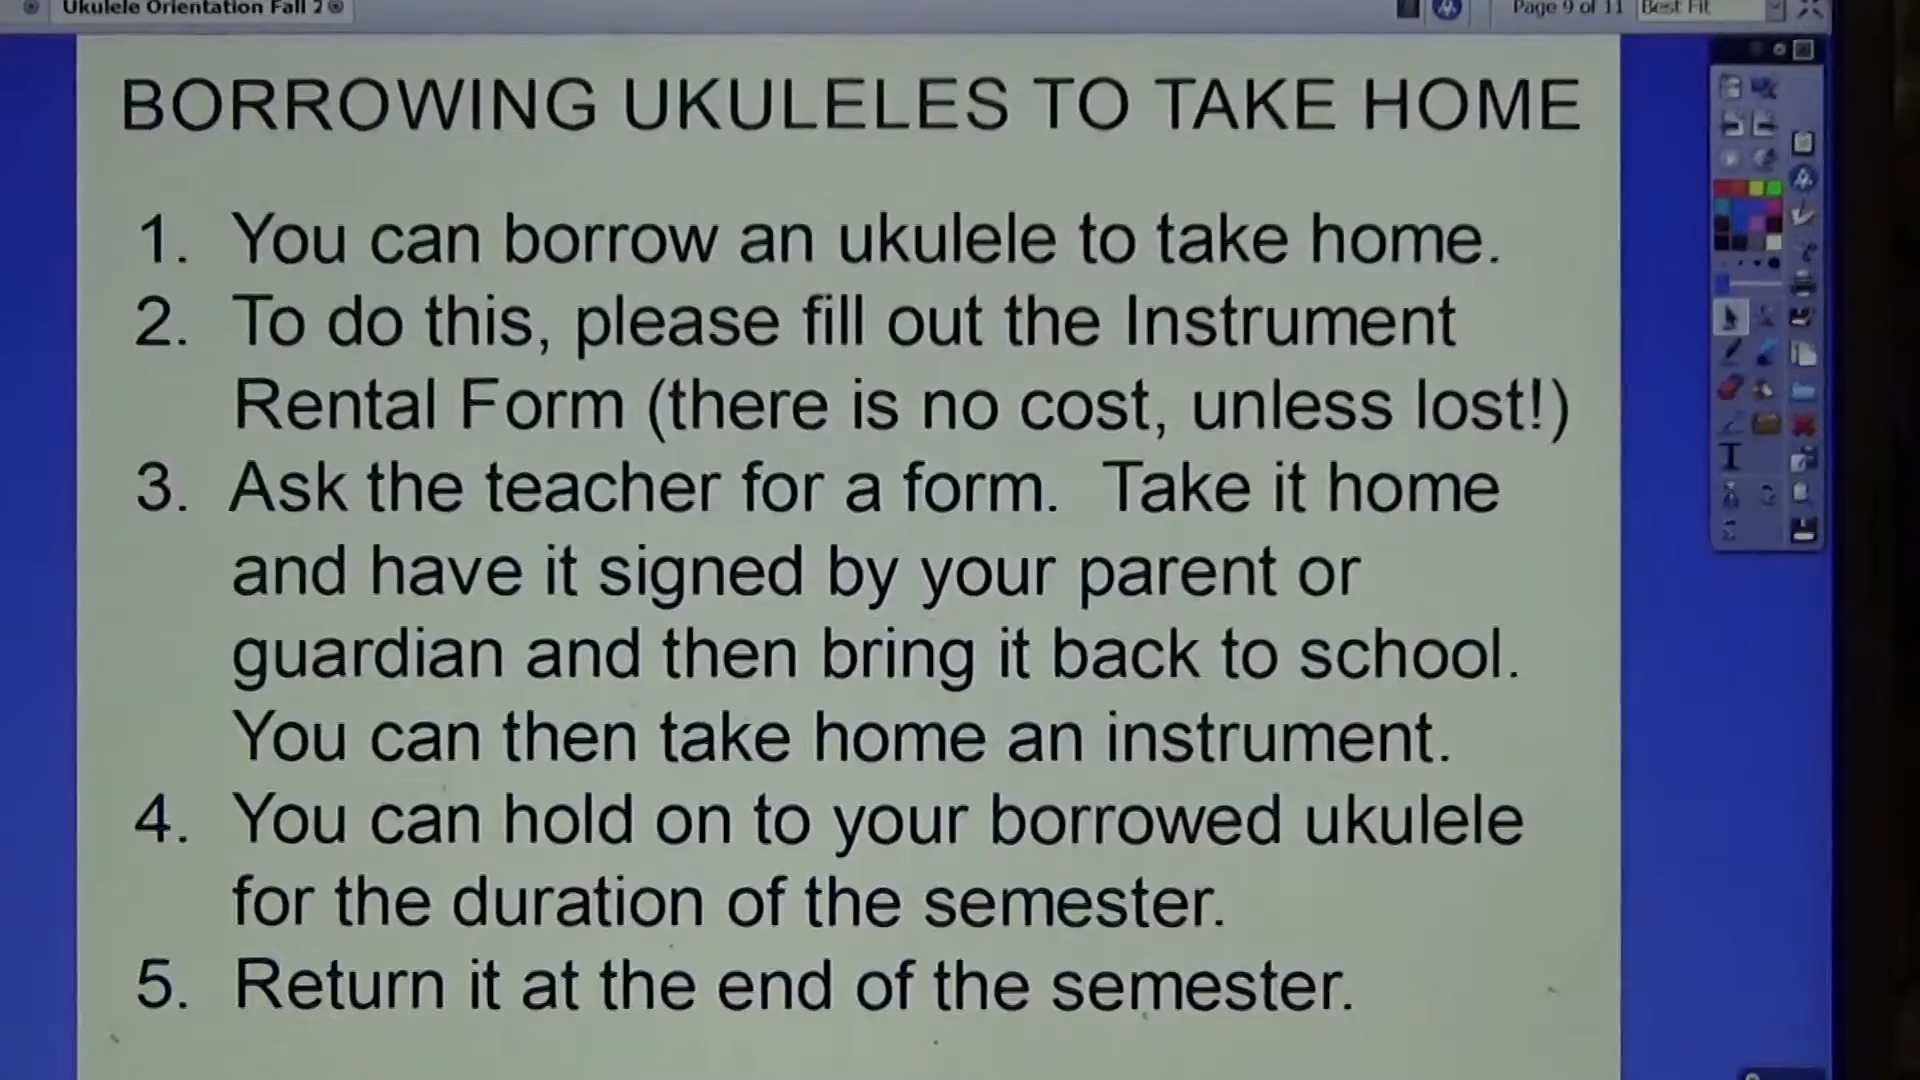 Ukulele Orientation Fall 2
Page 9 of 11 Best Fit
BORROWING UKULELES TO TAKE HOME
1. You can borrow an ukulele to take home.
2. To do this, please fill out the Instrument
Rental Form (there is no cost, unless lost!)
3. Ask the teacher for a form. Take it home
and have it signed by your parent or
guardian and then bring it back to school.
You can then take home an instrument.
4. You can hold on to your borrowed ukulele
for the duration of the semester.
5. Return it at the end of the semester.